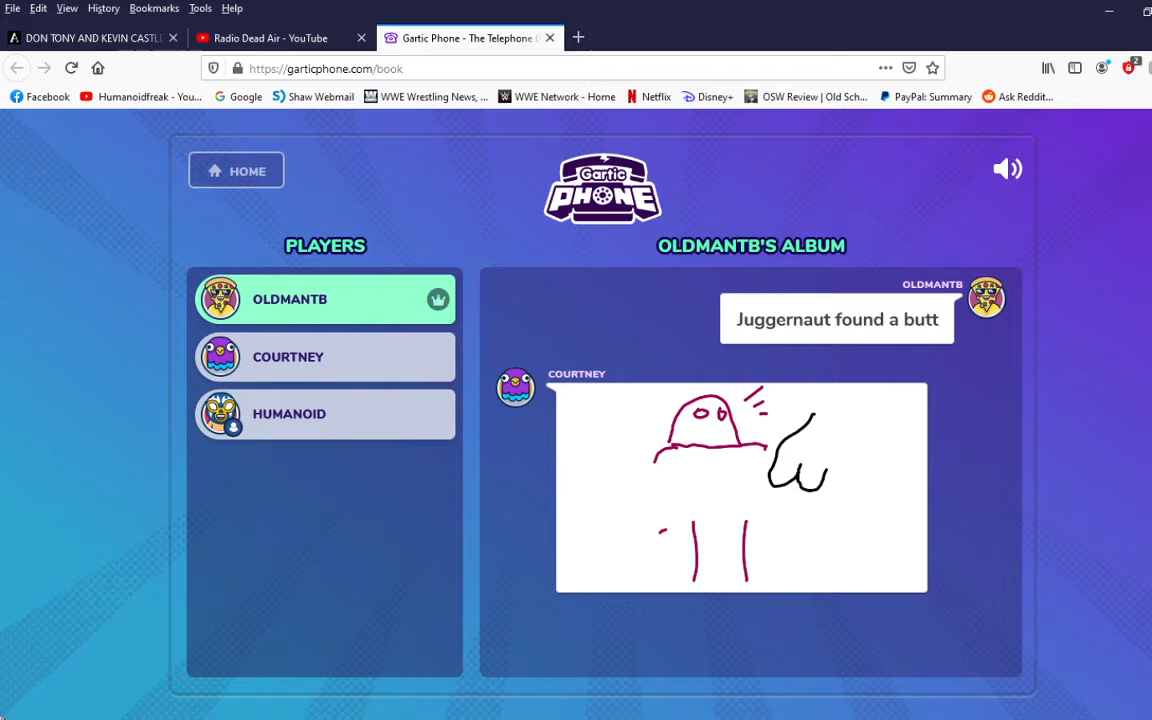 File Edit View History Bookmarks Tools Help
DON TONY AND KEVIN CASTLE
Radio Dead Air - YouTube
Gartic Phone - The Telephone G
https://garticphone.com/book
2
Facebook
Humanoidfreak - You...
Google
Shaw Webmail
WWE Wrestling News, ...
WWE Network - Home
Netflix
Disney+
OSW Review | Old Sch...
PayPal: Summary
Ask Reddit...
HOME
Gartic
PHONE
PLAYERS
OLDMANTB'S ALBUM
OLDMANTB
COURTNEY
HUMANOID
OLDMANTB
Juggernaut found a butt
COURTNEY